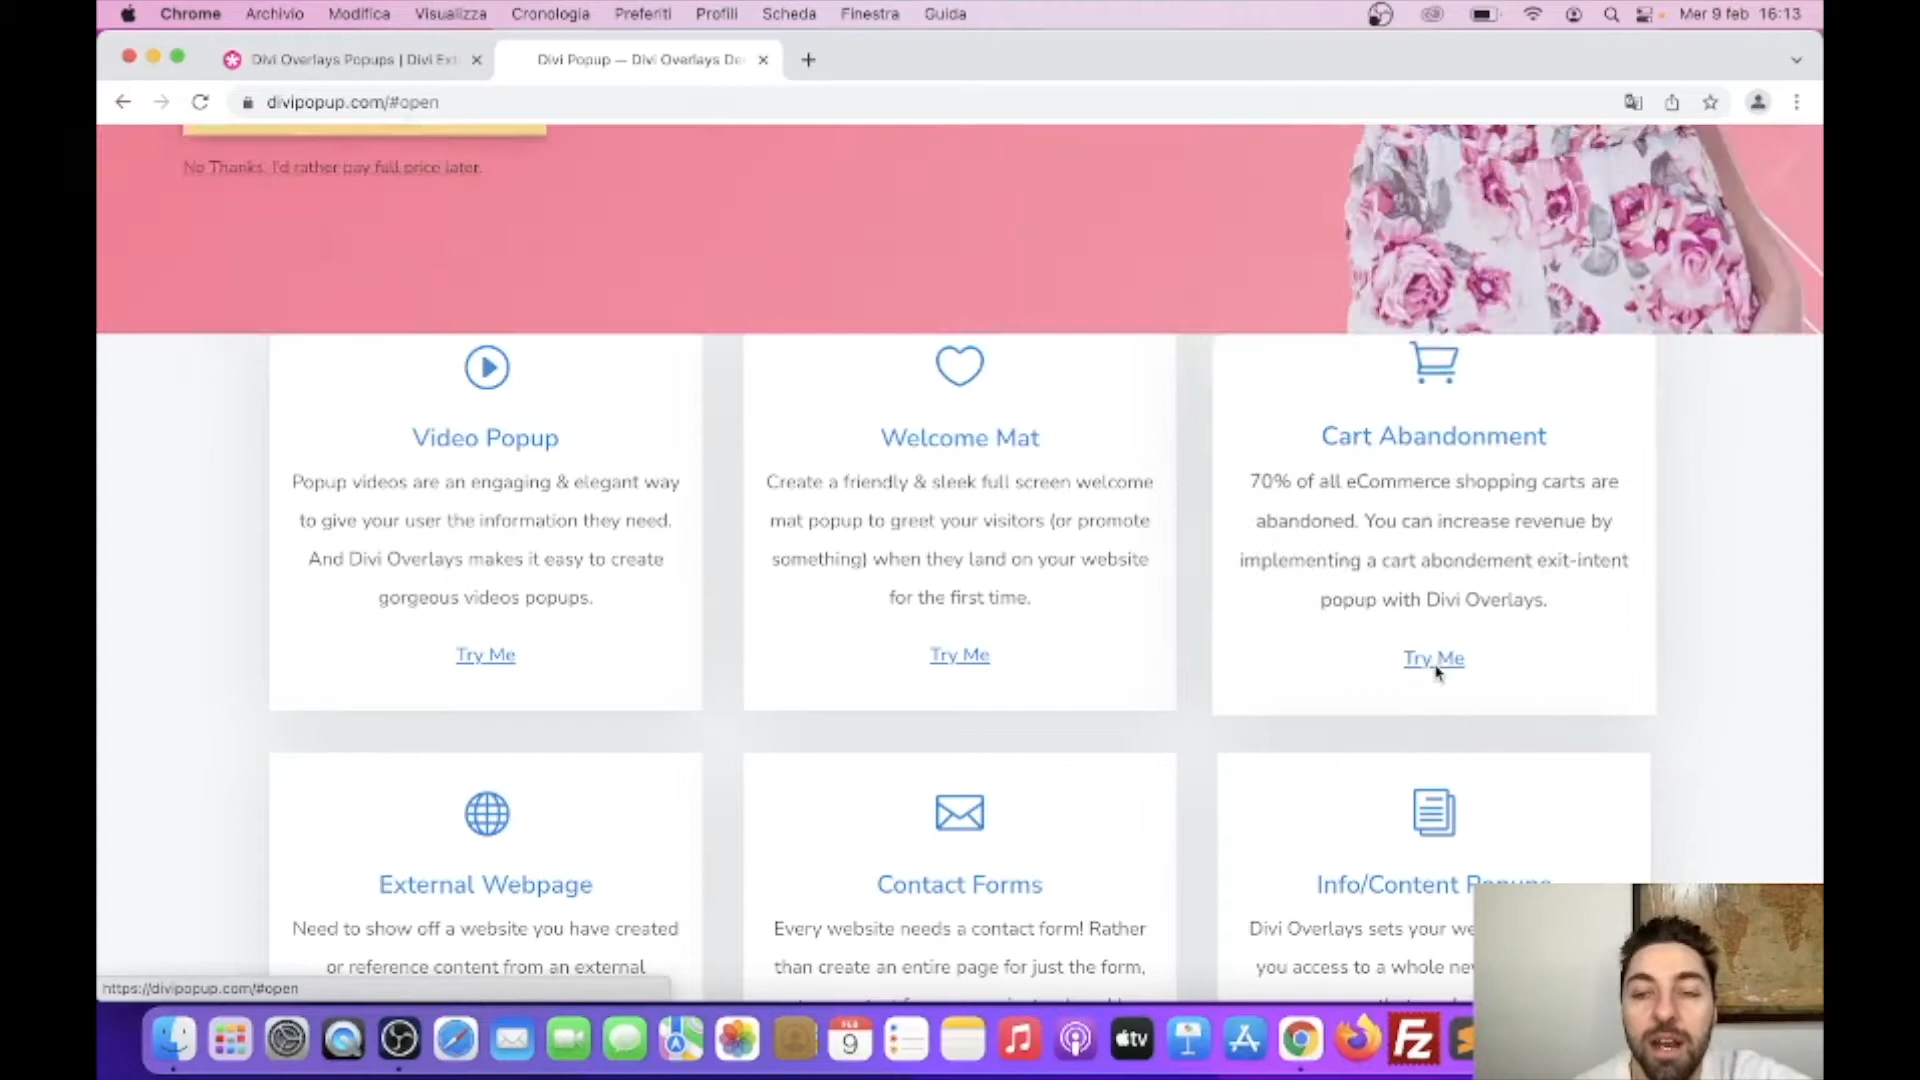 Chrome Archivio Modifica Visualizza Cronologia Preferiti Profili Scheda Finestra Guida Mer 9 feb 16:13
Divi Overlays Popups | Divi Ext
Divi Popup — Divi Overlays De
divipopup.com/#open
No Thanks, I'd rather pay full price later.
Video Popup
Popup videos are an engaging & elegant way
to give your user the information they need.
And Divi Overlays makes it easy to create
gorgeous videos popups.
Try Me
Welcome Mat
Create a friendly & sleek full screen welcome
mat popup to greet your visitors (or promote
something) when they land on your website
for the first time.
Try Me
Cart Abandonment
70% of all eCommerce shopping carts are
abandoned. You can increase revenue by
implementing a cart abondement exit-intent
popup with Divi Overlays.
Try Me
External Webpage
Need to show off a website you have created
or reference content from an external
Contact Forms
Every website needs a contact form! Rather
than create an entire page for just the form,
Info/Content
Divi Overlays sets your
you access to a whole
https://divipopup.com/#open
FEB
9
tv
FZ